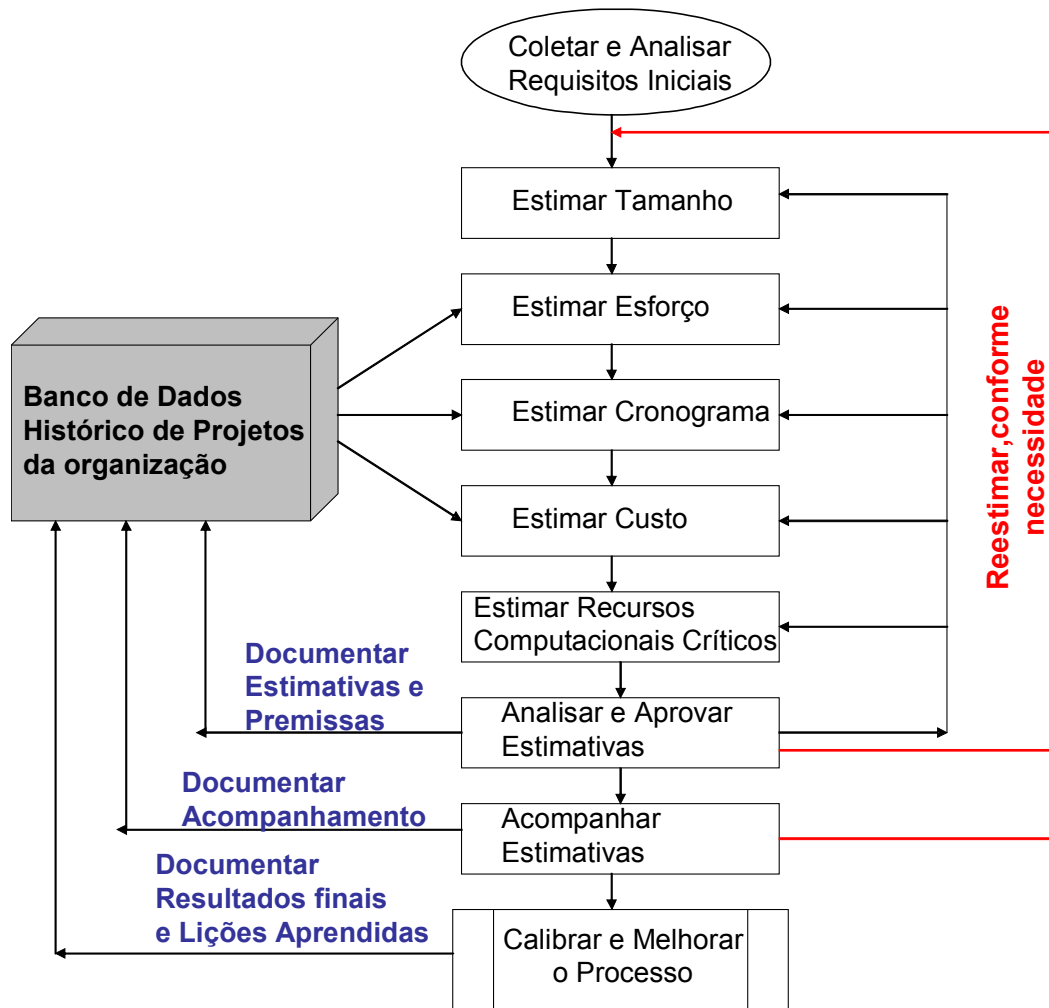 Coletar e Analisar
Requisitos Iniciais
Estimar Tamanho
Estimar Esforço
Estimar Cronograma
Estimar Custo
Estimar Recursos
Computacionais Críticos
Analisar e Aprovar
Estimativas
Acompanhar
Estimativas
Calibrar e Melhorar
o Processo
Banco de Dados
Histórico de Projetos
da organização
Documentar
Estimativas e
Premissas
Documentar
Acompanhamento
Documentar
Resultados finais
e Lições Aprendidas
Reestimar,conforme
necessidade